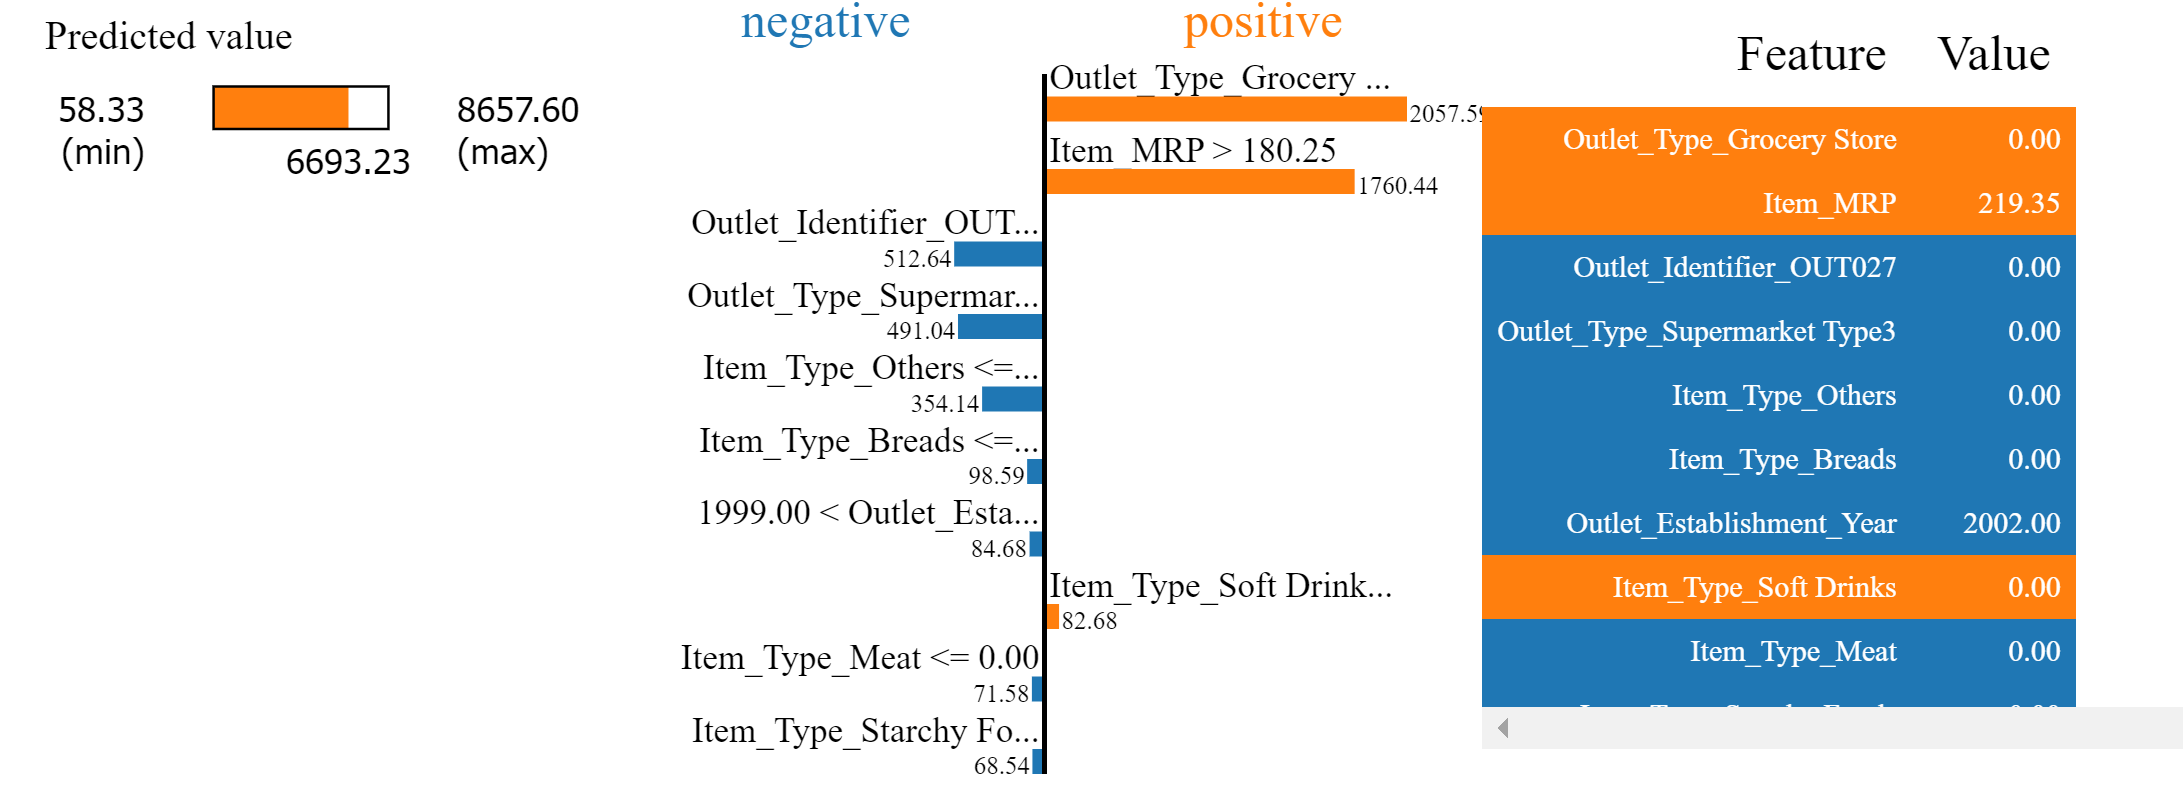 Predicted value
58.33
(min)
8657.60
(max)
6693.23
negative
positive
Outlet_Type_Grocery ...
2057.59
Item_MRP > 180.25
1760.44
Outlet_Identifier_OUT...
512.64
Outlet_Type_Supermar...
491.04
Item_Type_Others <=...
354.14
Item_Type_Breads <=...
98.59
1999.00 < Outlet_Esta...
84.68
Item_Type_Soft Drink...
82.68
Item_Type_Meat <= 0.00
71.58
Item_Type_Starchy Fo...
68.54
Feature Value
Outlet_Type_Grocery Store 0.00
Item_MRP 219.35
Outlet_Identifier_OUT027 0.00
Outlet_Type_Supermarket Type3 0.00
Item_Type_Others 0.00
Item_Type_Breads 0.00
Outlet_Establishment_Year 2002.00
Item_Type_Soft Drinks 0.00
Item_Type_Meat 0.00